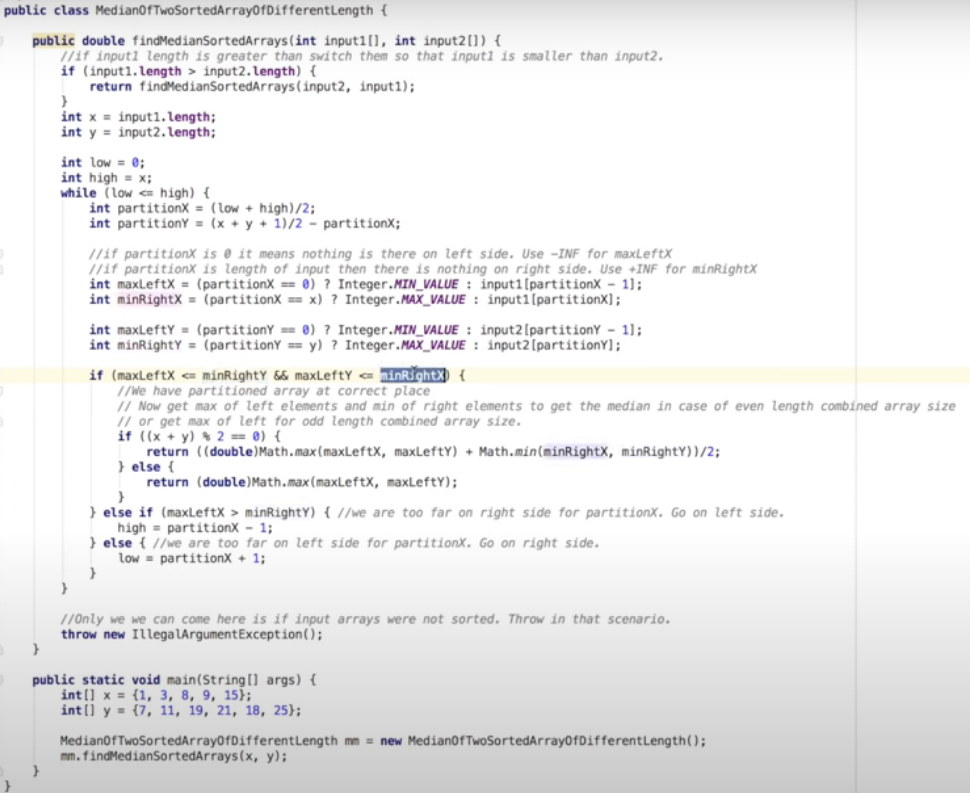 public class MedianOfTwoSortedArrayOfDifferentLength {
public double findMedianSortedArrays(int input1[], int input2[]) {
//if input1 length is greater than switch them so that input1 is smaller than input2.
if (input1.length > input2.length) {
return findMedianSortedArrays(input2, input1);
}
int x = input1.length;
int y = input2.length;
int low = 0;
int high = x;
while (low <= high) {
int partitionX = (low + high)/2;
int partitionY = (x + y + 1)/2 - partitionX;
//if partitionX is 0 it means nothing is there on left side. Use -INF for maxLeftX
//if partitionX is length of input then there is nothing on right side. Use +INF for minRightX
int maxLeftX = (partitionX == 0) ? Integer.MIN_VALUE : input1[partitionX - 1];
int minRightX = (partitionX == x) ? Integer.MAX_VALUE : input1[partitionX];
int maxLeftY = (partitionY == 0) ? Integer.MIN_VALUE : input2[partitionY - 1];
int minRightY = (partitionY == y) ? Integer.MAX_VALUE : input2[partitionY];
if (maxLeftX <= minRightY && maxLeftY <= minRightX) {
//We have partitioned array at correct place
// Now get max of left elements and min of right elements to get the median in case of even length combined array size
// or get max of left for odd length combined array size.
if ((x + y) % 2 == 0) {
return ((double)Math.max(maxLeftX, maxLeftY) + Math.min(minRightX, minRightY))/2;
} else {
return (double)Math.max(maxLeftX, maxLeftY);
}
} else if (maxLeftX > minRightY) { //we are too far on right side for partitionX. Go on left side.
high = partitionX - 1;
} else { //we are too far on left side for partitionX. Go on right side.
low = partitionX + 1;
}
}
//Only we we can come here is if input arrays were not sorted. Throw in that scenario.
throw new IllegalArgumentException();
}
public static void main(String[] args) {
int[] x = {1, 3, 8, 9, 15};
int[] y = {7, 11, 19, 21, 18, 25};
MedianOfTwoSortedArrayOfDifferentLength mm = new MedianOfTwoSortedArrayOfDifferentLength();
mm.findMedianSortedArrays(x, y);
}
}